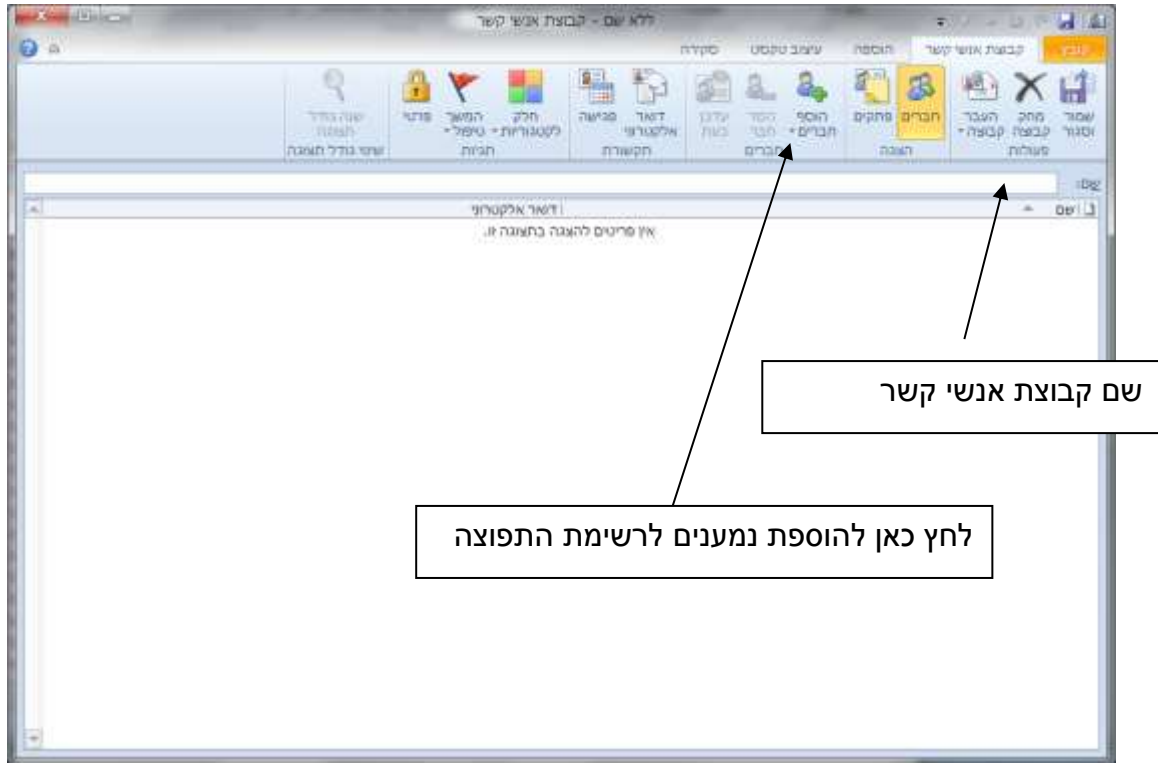 ללא שם - קבוצת אנשי קשר
קובץ קבוצת אנשי קשר הוספה עיצוב טקסט סקירה
שמור וסגור
מחק קבוצה
העבר קבוצה
חברים
פתקים
הוסף חברים
הסר חבר
עדכן כעת
דואר אלקטרוני
פגישה
חלק לקטגוריות
המשך טיפול
פרטי
שנה גודל תצוגה
פעולות הצגה חברים תקשורת תגיות שינוי גודל תצוגה
שם:
שם דואר אלקטרוני
אין פריטים להצגה בתצוגה זו.
שם קבוצת אנשי קשר
לחץ כאן להוספת נמענים לרשימת התפוצה